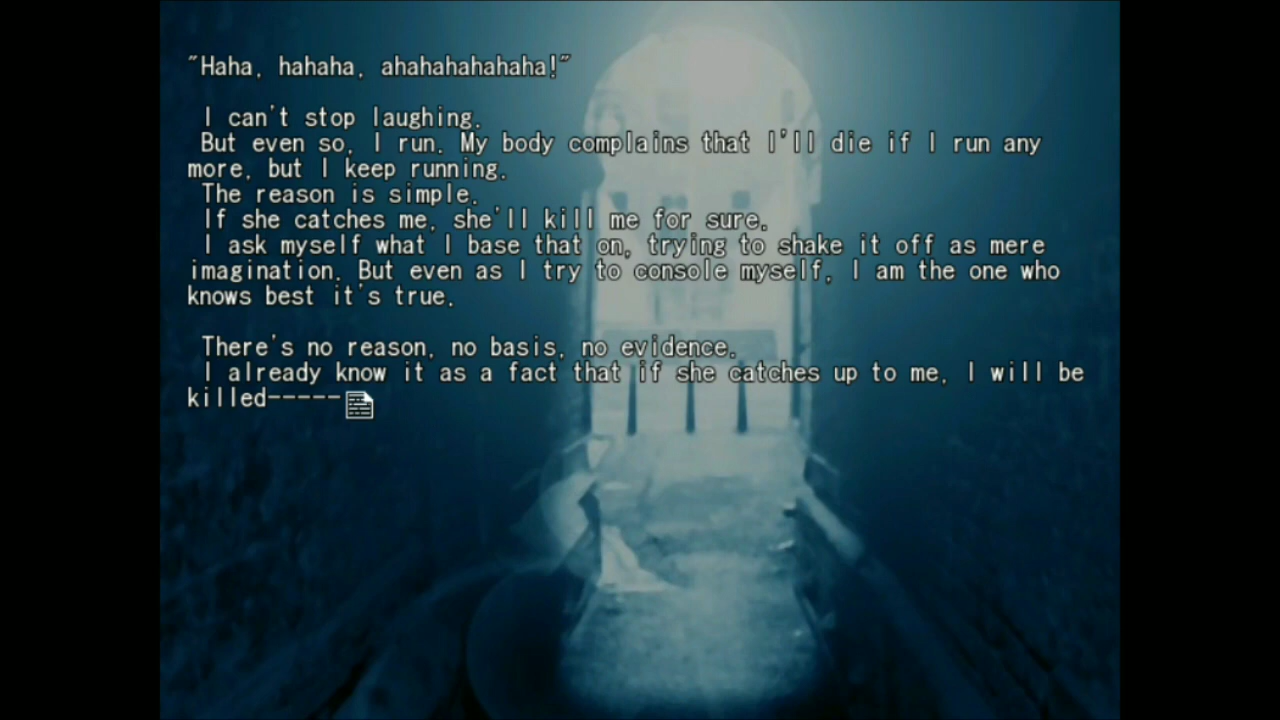 "Haha, hahaha, ahahahahahaha!"
I can't stop laughing.
But even so, I run. My body complains that I'll die if I run any
more, but I keep running.
The reason is simple.
If she catches me, she'll kill me for sure.
I ask myself what I base that on, trying to shake it off as mere
imagination. But even as I try to console myself, I am the one who
knows best it's true.
There's no reason, no basis, no evidence.
I already know it as a fact that if she catches up to me, I will be
killed-----